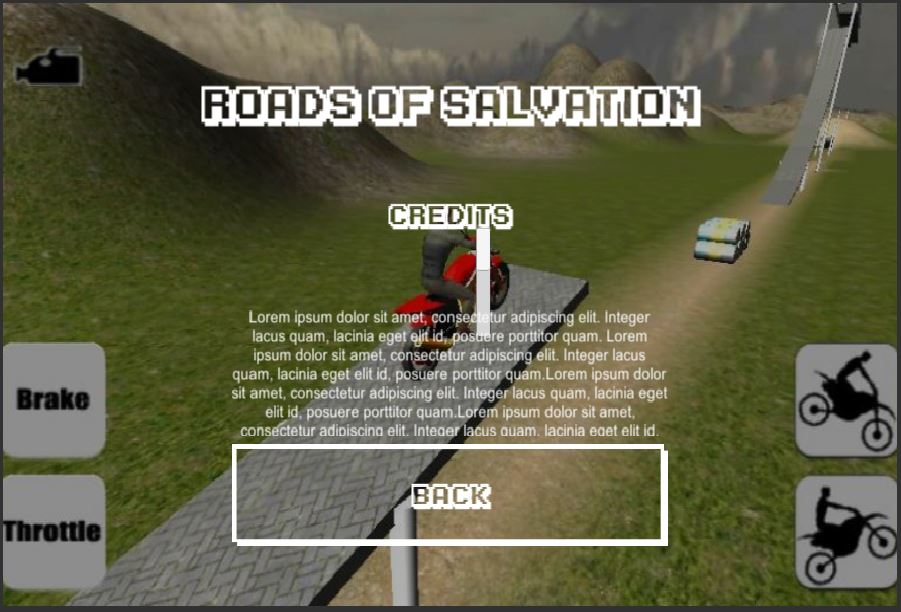 ROADS OF SALVATION
CREDITS
Lorem ipsum dolor sit amet, consectetur adipiscing elit. Integer
lacus quam, lacinia eget elit id, posuere porttitor quam. Lorem
ipsum dolor sit amet, consectetur adipiscing elit. Integer lacus
quam, lacinia eget elit id, posuere porttitor quam.Lorem ipsum dolor
sit amet, consectetur adipiscing elit. Integer lacus quam, lacinia eget
elit id, posuere porttitor quam.Lorem ipsum dolor sit amet,
consectetur adipiscing elit. Integer lacus quam, lacinia eget elit id,
Brake
BACK
Throttle